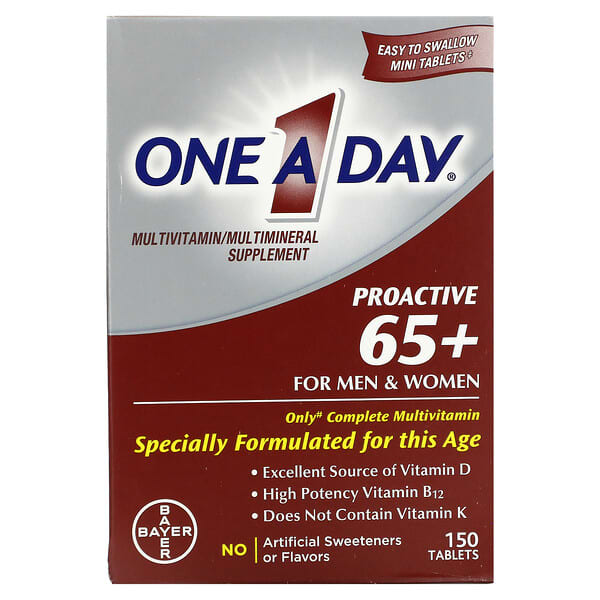 EASY TO SWALLOW
MINI TABLETS+
ONE A DAY®
1
MULTIVITAMIN/MULTIMINERAL
SUPPLEMENT
PROACTIVE
65+
FOR MEN & WOMEN
Only# Complete Multivitamin
Specially Formulated for this Age
• Excellent Source of Vitamin D
• High Potency Vitamin B12
• Does Not Contain Vitamin K
BAYER
BAYER
NO Artificial Sweeteners
or Flavors
150
TABLETS